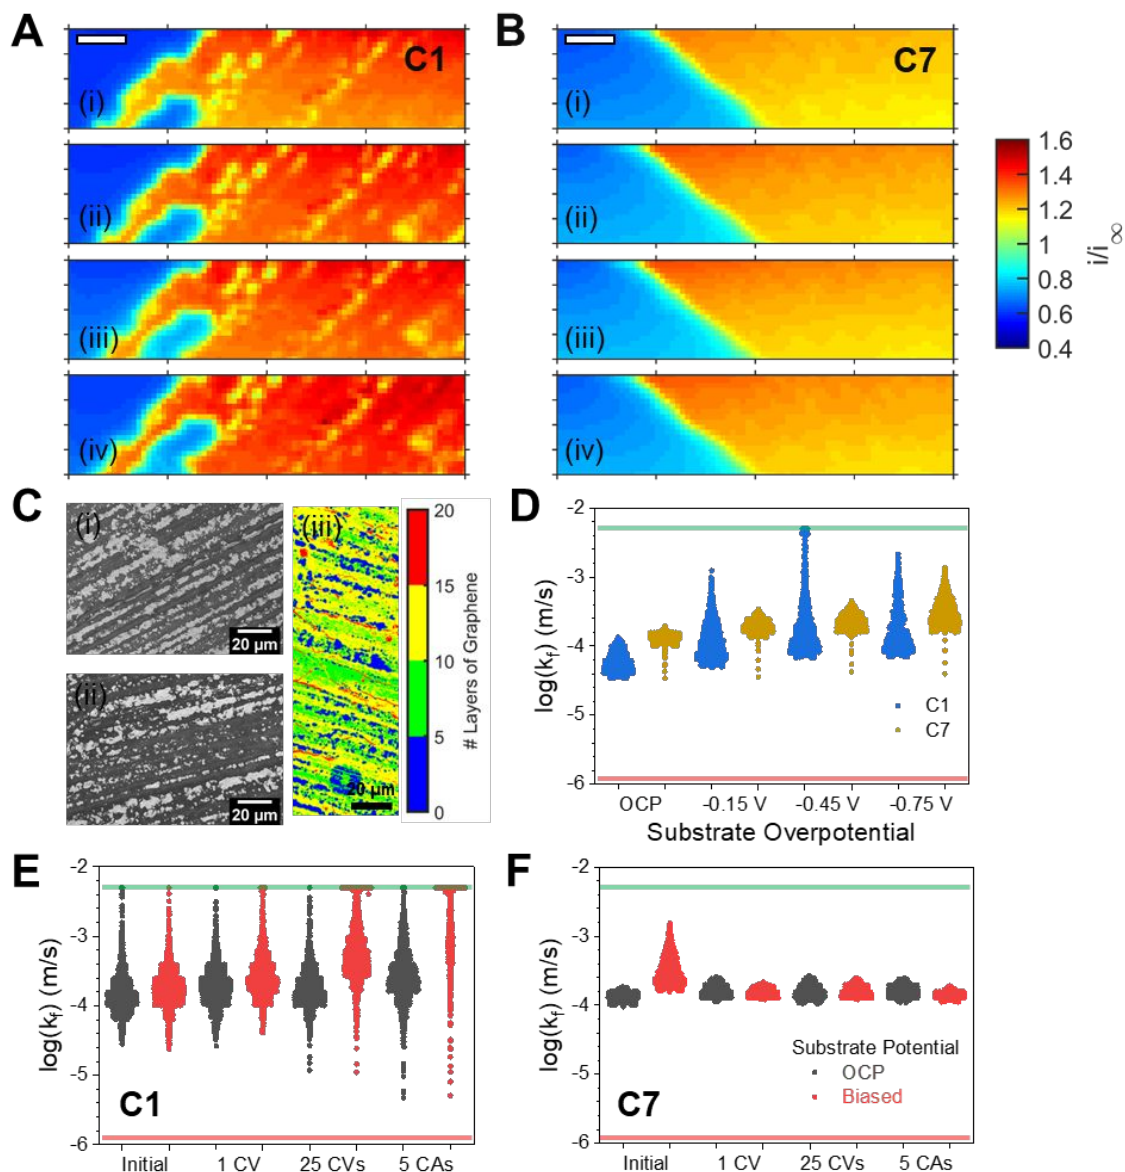 A
C1
(i)
(ii)
(iii)
(iv)
B
C7
(i)
(ii)
(iii)
(iv)
1.6
1.4
1.2
1
0.8
0.6
0.4
i/i∞
C
(i)
20 µm
(ii)
20 µm
(iii)
20 µm
20
15
10
5
0
# Layers of Graphene
D
-2
-3
-4
-5
-6
log(kf) (m/s)
C1
C7
OCP -0.15 V -0.45 V -0.75 V
Substrate Overpotential
E
-2
-3
-4
-5
-6
log(kf) (m/s)
C1
Initial 1 CV 25 CVs 5 CAs
F
-2
-3
-4
-5
-6
log(kf) (m/s)
Substrate Potential
OCP
Biased
C7
Initial 1 CV 25 CVs 5 CAs